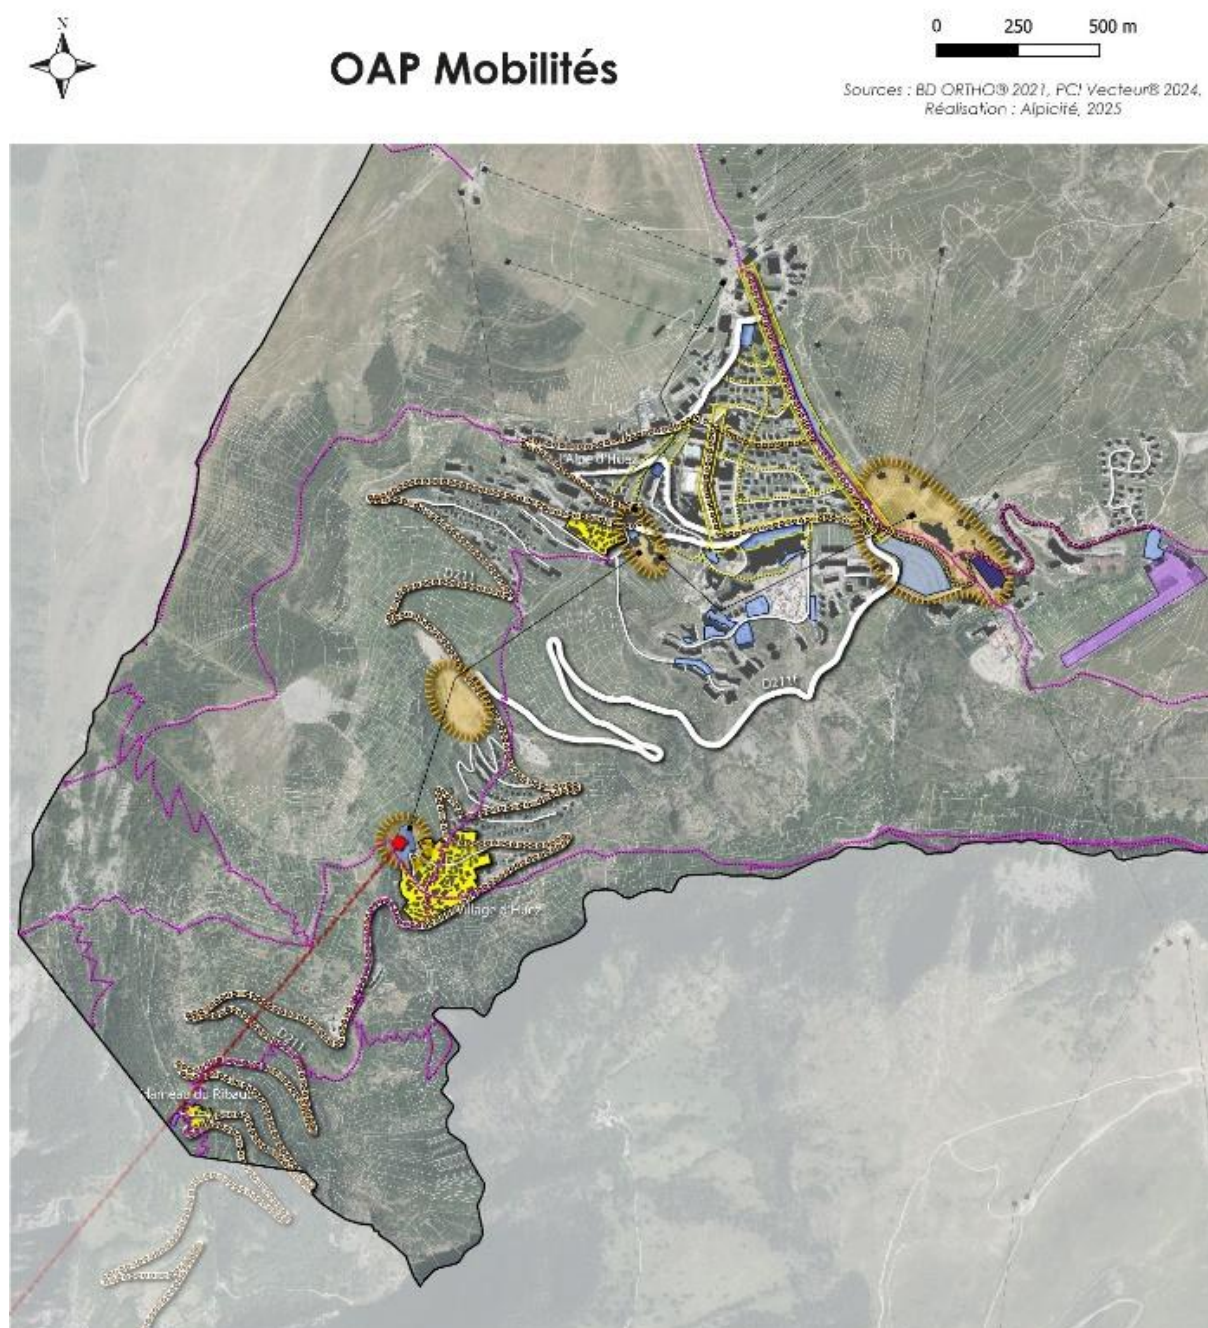 N
OAP Mobilités
0 250 500 m
Sources : BD ORTHO® 2021, PCI Vecteur® 2024,
Réalisation : Alpicité, 2025
l'Alpe d'Huez
D211
D211f
Village d'Huez
D211
Hameau du Ribaut